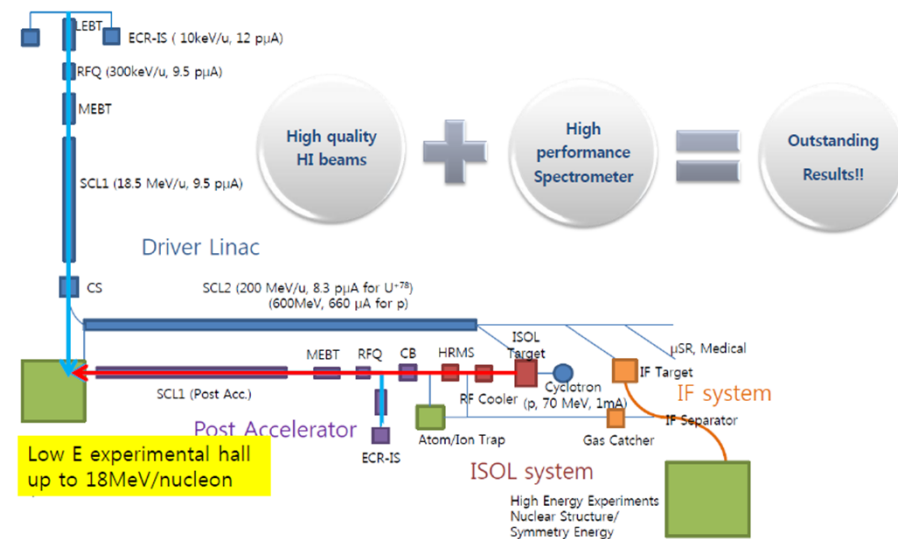 LEBT
ECR-IS ( 10keV/u, 12 pµA)
RFQ (300keV/u, 9.5 pµA)
MEBT
SCL1 (18.5 MeV/u, 9.5 pµA)
High quality
HI beams
High
performance
Spectrometer
Outstanding
Results!!
Driver Linac
CS
SCL2 (200 MeV/u, 8.3 pµA for U+78)
(600MeV, 660 µA for p)
ISOL
Target
µSR, Medical
MEBT
RFQ
CB
HRMS
IF Target
SCL1 (Post Acc.)
RF Cooler
Cyclotron
(p, 70 MeV, 1mA)
IF system
IF Separator
Post Accelerator
Atom/Ion Trap
Gas Catcher
ECR-IS
ISOL system
Low E experimental hall
up to 18MeV/nucleon
High Energy Experiments
Nuclear Structure/
Symmetry Energy